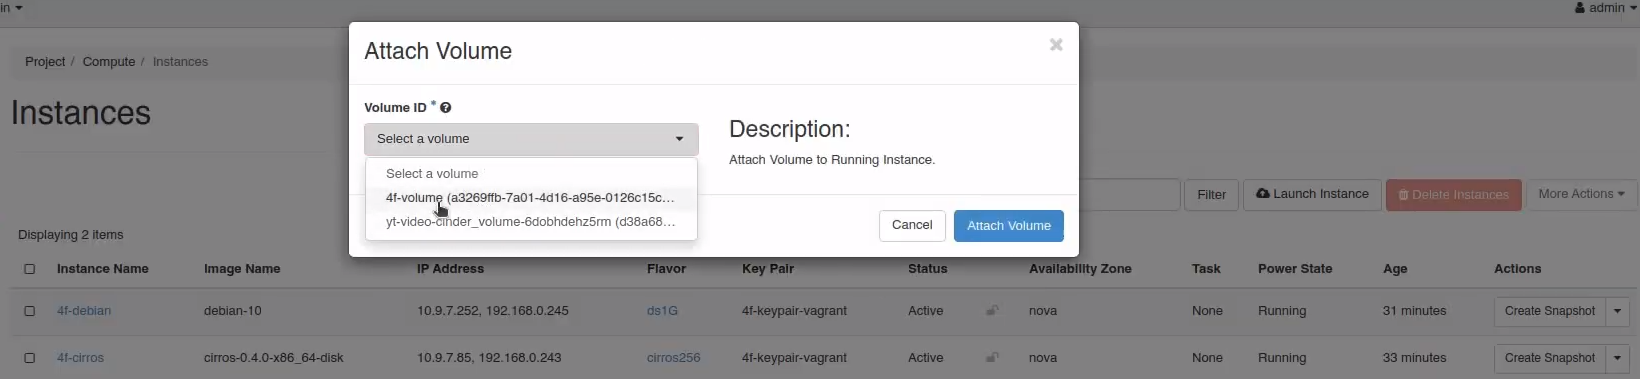 in
admin
Project / Compute / Instances
Instances
Attach Volume
Volume ID *
Select a volume
Select a volume
4f-volume (a3269ffb-7a01-4d16-a95e-0126c15c...
yt-video-cinder_volume-6dobhdehz5rm (d38a68...
Description:
Attach Volume to Running Instance.
Cancel
Attach Volume
Filter
Launch Instance
Delete Instances
More Actions
Displaying 2 items
Instance Name Image Name IP Address Flavor Key Pair Status Availability Zone Task Power State Age Actions
4f-debian debian-10 10.9.7.252, 192.168.0.245 ds1G 4f-keypair-vagrant Active nova None Running 31 minutes Create Snapshot
4f-cirros cirros-0.4.0-x86_64-disk 10.9.7.85, 192.168.0.243 cirros256 4f-keypair-vagrant Active nova None Running 33 minutes Create Snapshot